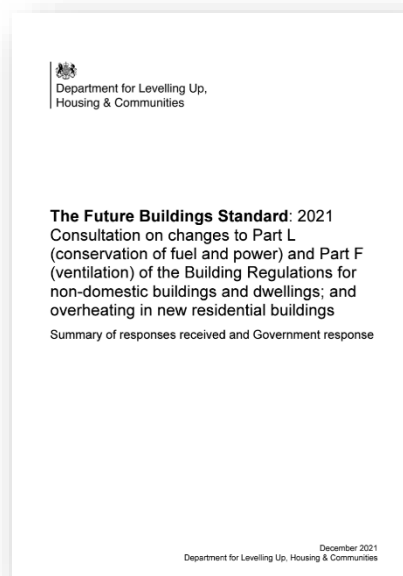 Department for Levelling Up,
Housing & Communities
The Future Buildings Standard: 2021
Consultation on changes to Part L
(conservation of fuel and power) and Part F
(ventilation) of the Building Regulations for
non-domestic buildings and dwellings; and
overheating in new residential buildings
Summary of responses received and Government response
December 2021
Department for Levelling Up, Housing & Communities